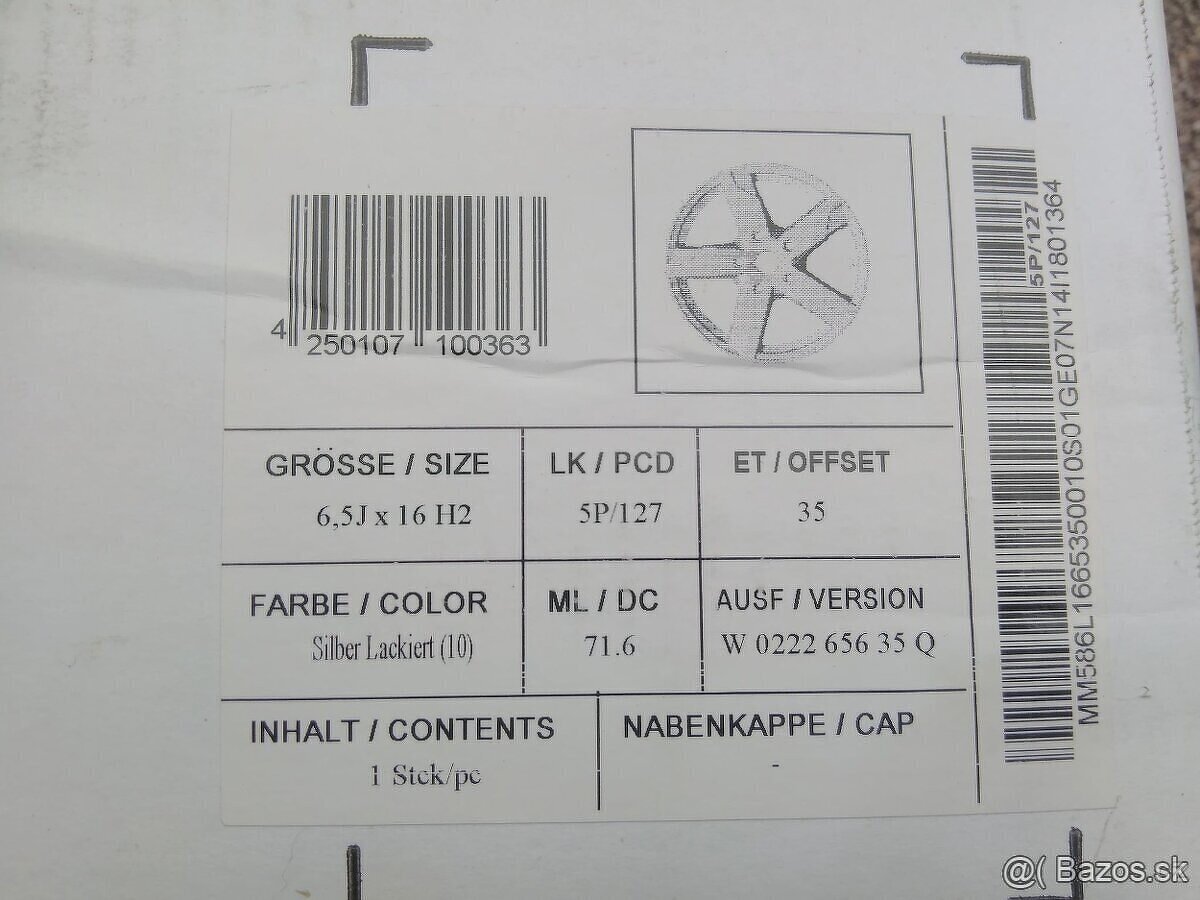 4 250107 100363
GRÖSSE / SIZE
6,5J x 16 H2
LK / PCD
5P/127
ET / OFFSET
35
FARBE / COLOR
Silber Lackiert (10)
ML / DC
71.6
AUSF / VERSION
W 0222 656 35 Q
INHALT / CONTENTS
1 Stck/pc
NABENKAPPE / CAP
-
5P/127
MM586L1665350010S01GE07N14I1801364
@( Bazos.sk